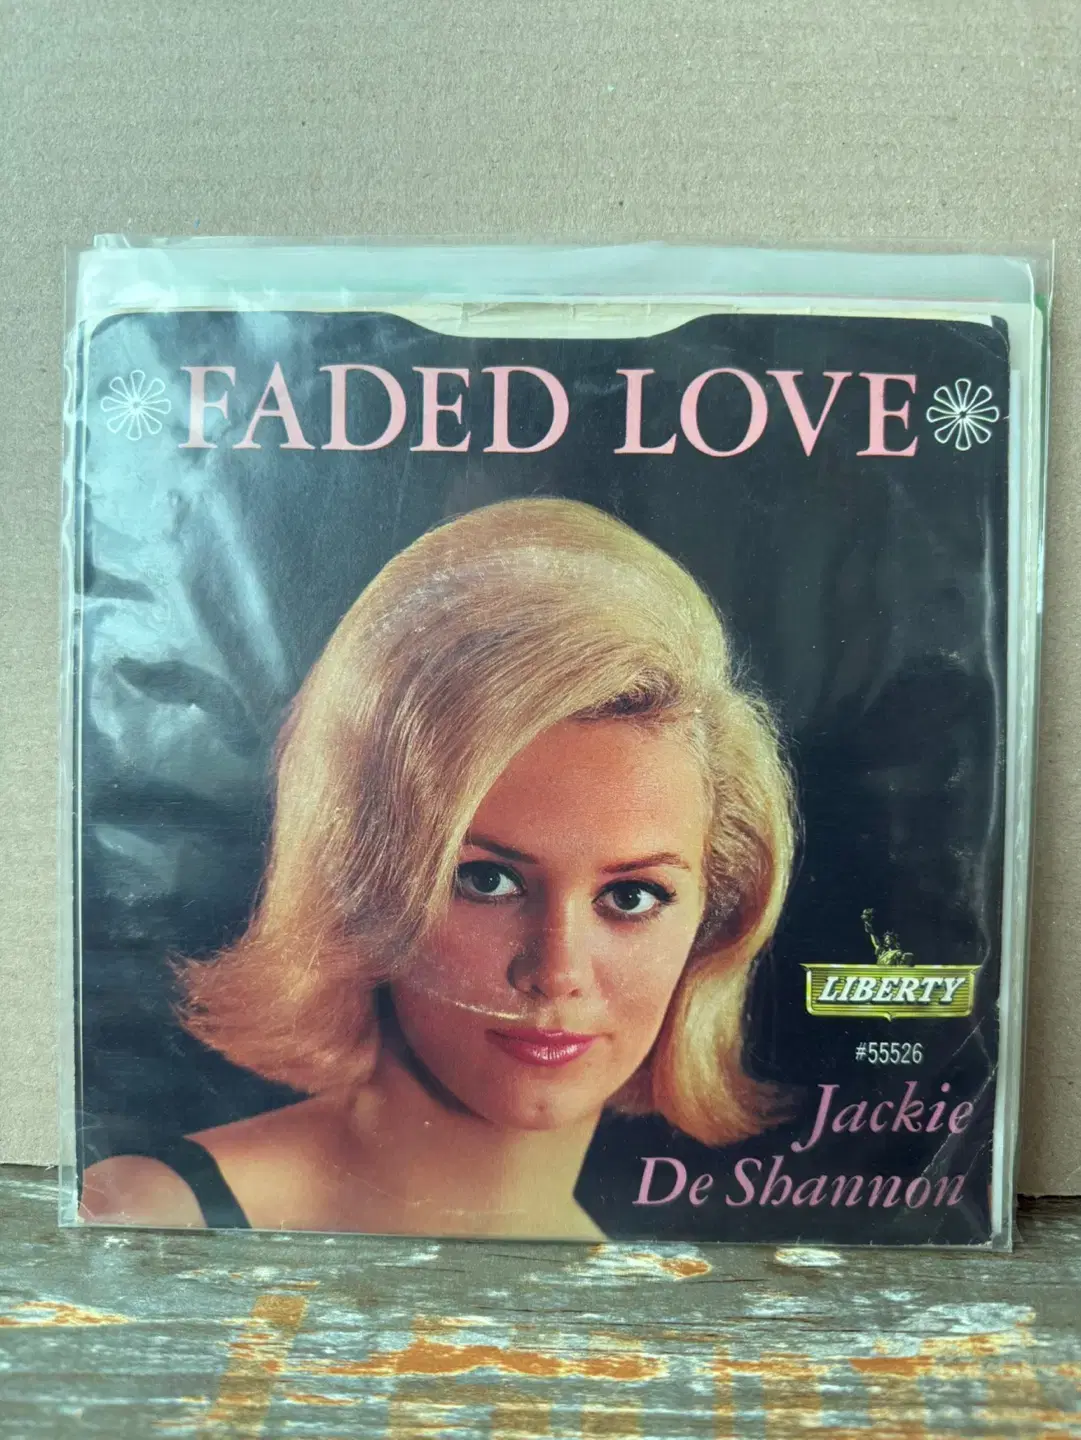 FADED LOVE
LIBERTY
#55526
Jackie
De Shannon